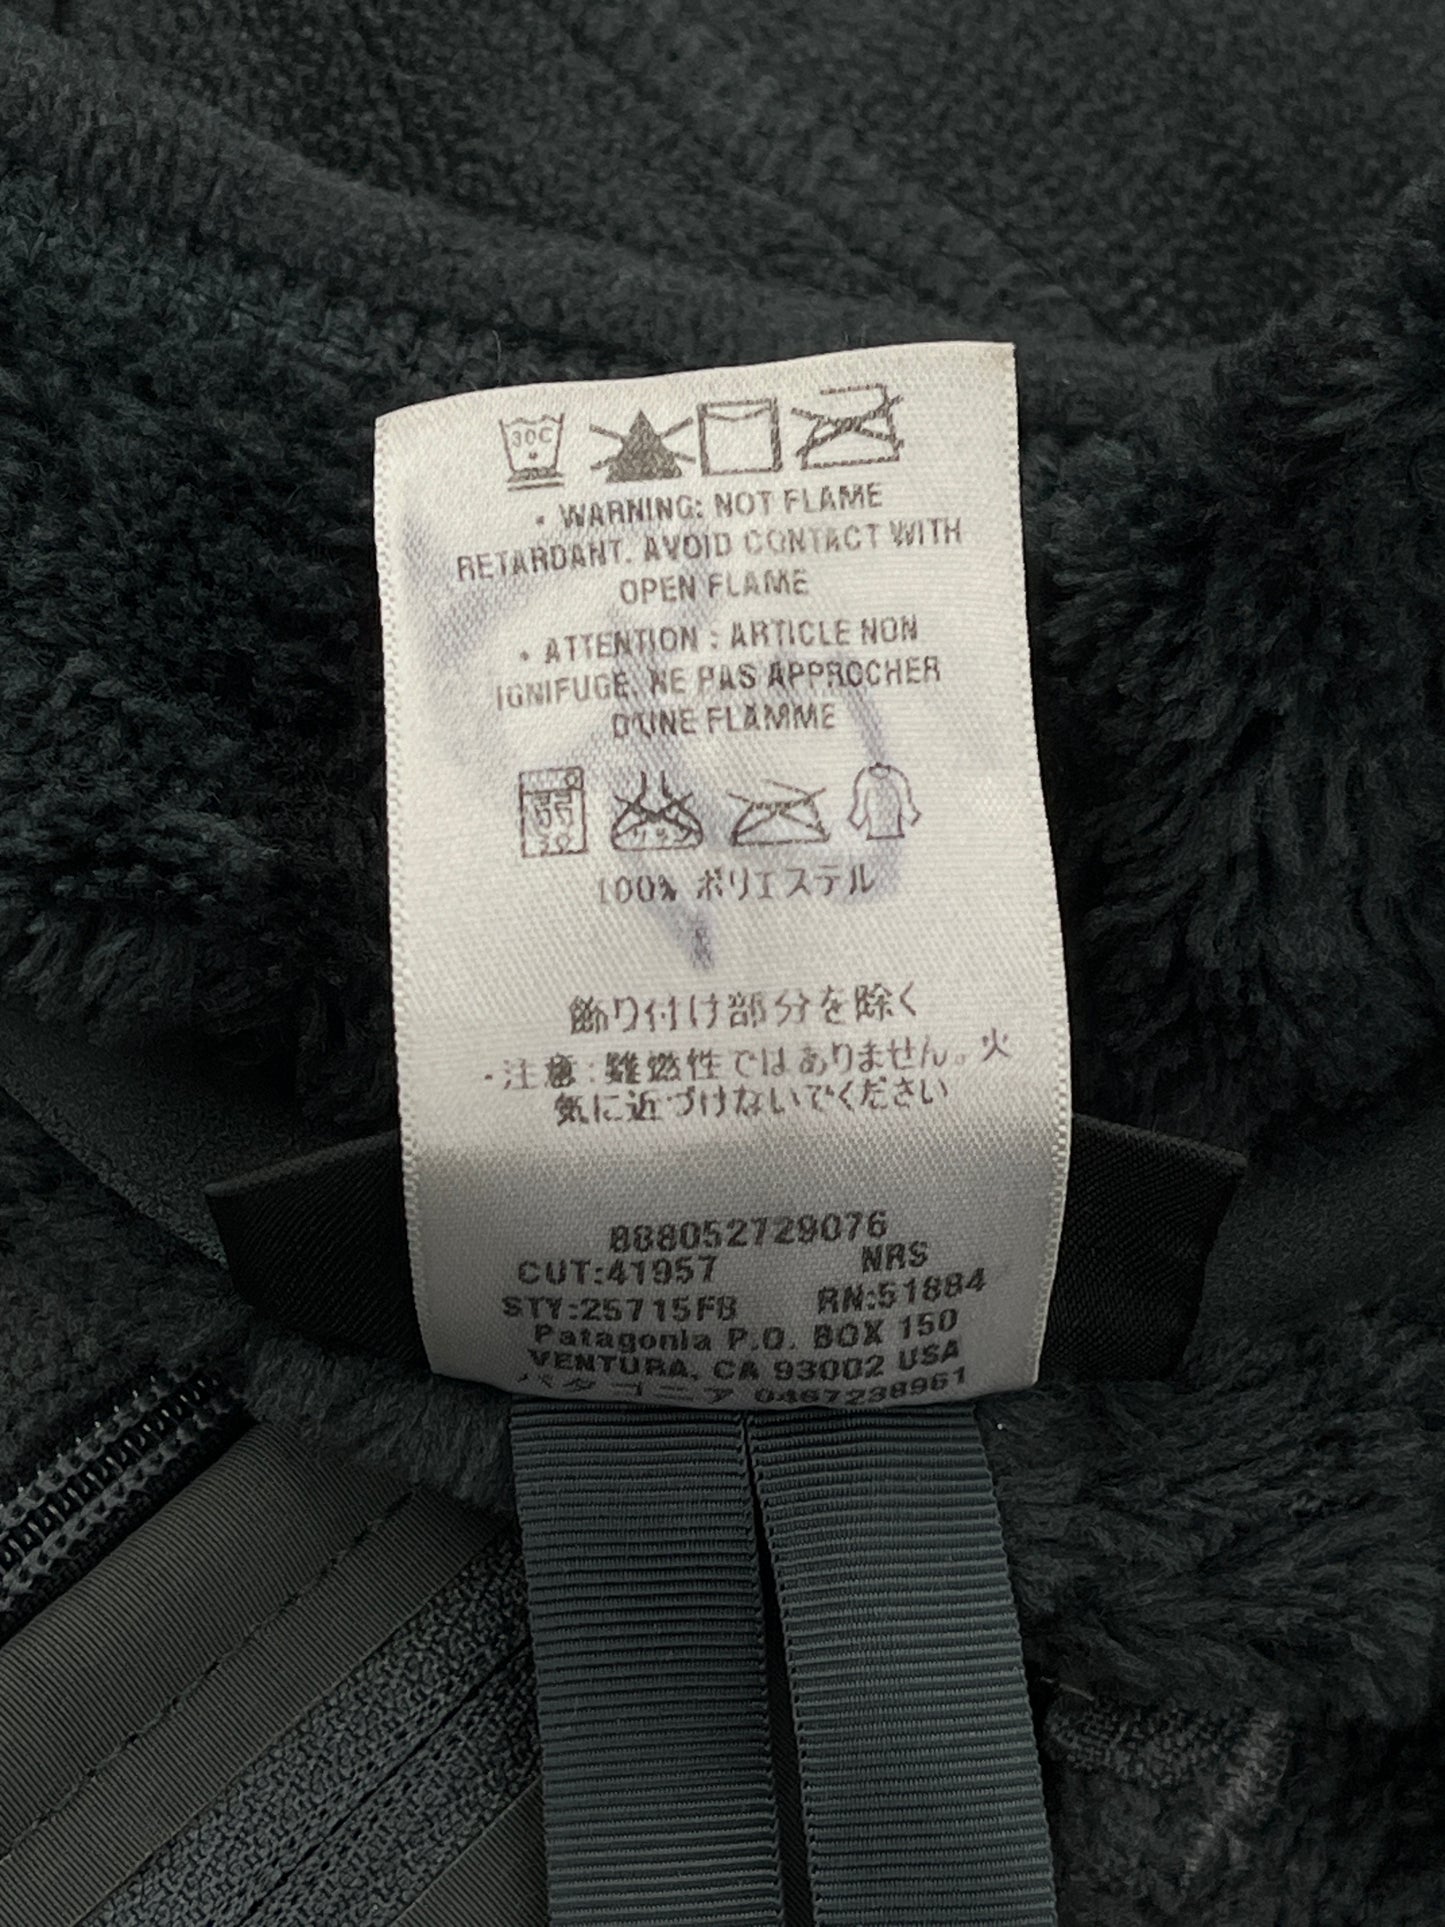 30C
• WARNING: NOT FLAME
RETARDANT. AVOID CONTACT WITH
OPEN FLAME
• ATTENTION : ARTICLE NON
IGNIFUGE. NE PAS APPROCHER
D'UNE FLAMME
100% ポリエステル
飾り付け部分を除く
・注意:難燃性ではありません。火
気に近づけないでください
888052729076
CUT:41957 NRS
STY:25715F8 RN:51884
Patagonia P.O. BOX 150
VENTURA, CA 93002 USA
パタゴニア 0467238961